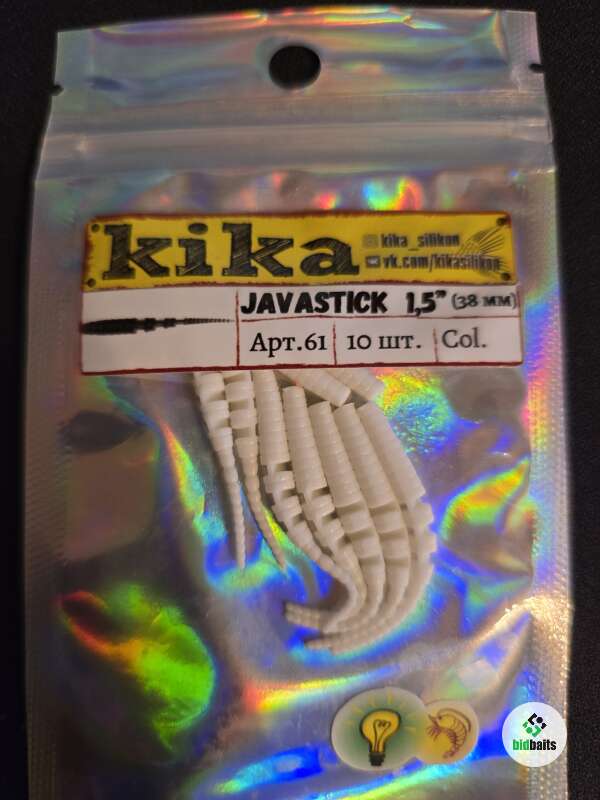 kika
kika_silikon
vk.com/kikasilikon
JAVASTICK 1,5" (38 мм)
Арт.61 10 шт. Col.
bidbaits